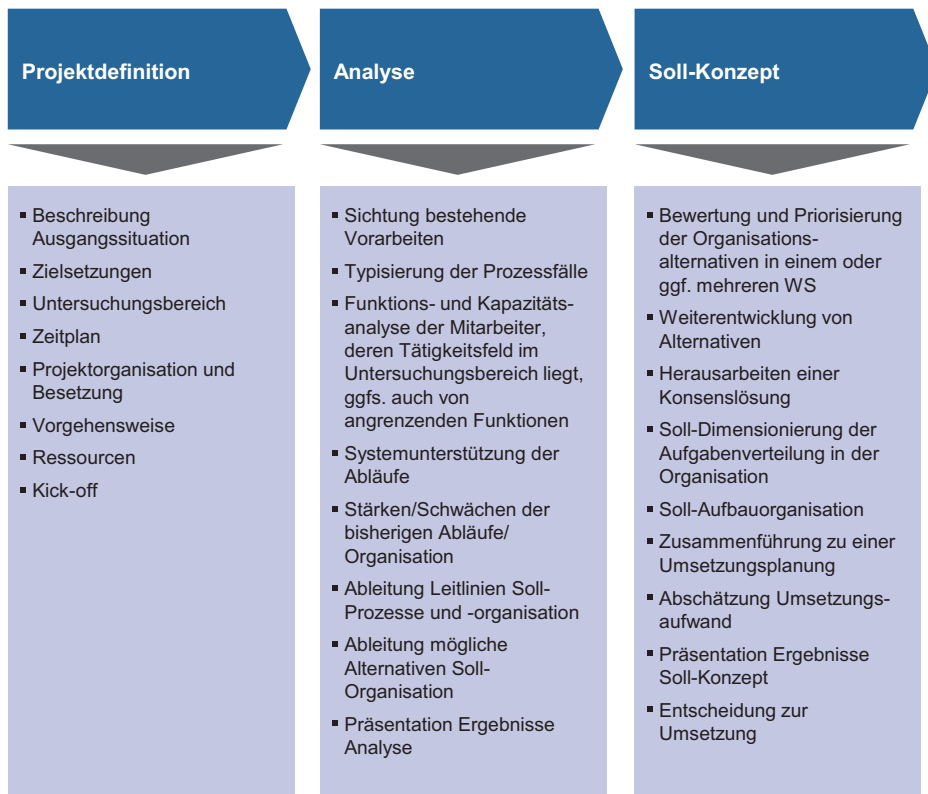 Projektdefinition
▪ Beschreibung
Ausgangssituation
▪ Zielsetzungen
▪ Untersuchungsbereich
▪ Zeitplan
▪ Projektorganisation und
Besetzung
▪ Vorgehensweise
▪ Ressourcen
▪ Kick-off
Analyse
▪ Sichtung bestehende
Vorarbeiten
▪ Typisierung der Prozessfälle
▪ Funktions- und Kapazitäts-
analyse der Mitarbeiter,
deren Tätigkeitsfeld im
Untersuchungsbereich liegt,
ggfs. auch von
angrenzenden Funktionen
▪ Systemunterstützung der
Abläufe
▪ Stärken/Schwächen der
bisherigen Abläufe/
Organisation
▪ Ableitung Leitlinien Soll-
Prozesse und -organisation
▪ Ableitung mögliche
Alternativen Soll-
Organisation
▪ Präsentation Ergebnisse
Analyse
Soll-Konzept
▪ Bewertung und Priorisierung
der Organisations-
alternativen in einem oder
ggf. mehreren WS
▪ Weiterentwicklung von
Alternativen
▪ Herausarbeiten einer
Konsenslösung
▪ Soll-Dimensionierung der
Aufgabenverteilung in der
Organisation
▪ Soll-Aufbauorganisation
▪ Zusammenführung zu einer
Umsetzungsplanung
▪ Abschätzung Umsetzungs-
aufwand
▪ Präsentation Ergebnisse
Soll-Konzept
▪ Entscheidung zur
Umsetzung